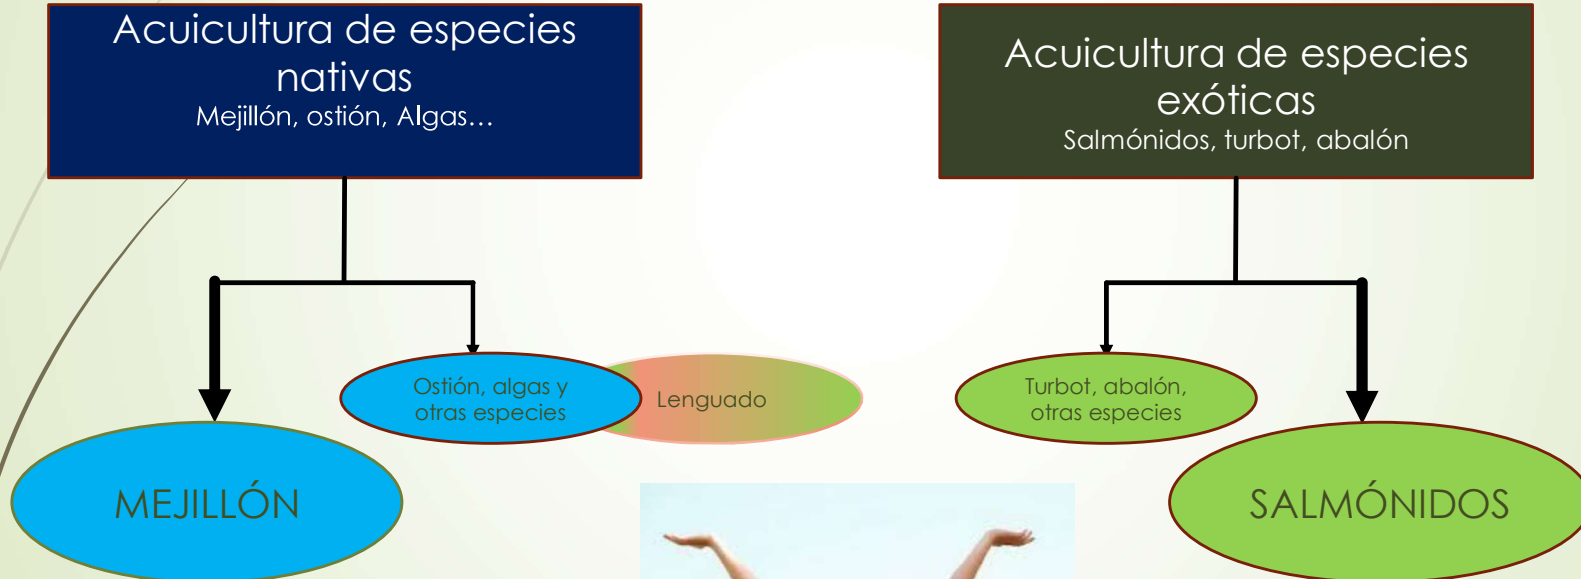 Acuicultura de especies
nativas
Mejillón, ostión, Algas…
Acuicultura de especies
exóticas
Salmónidos, turbot, abalón
Ostión, algas y
otras especies
Lenguado
Turbot, abalón,
otras especies
MEJILLÓN
SALMÓNIDOS